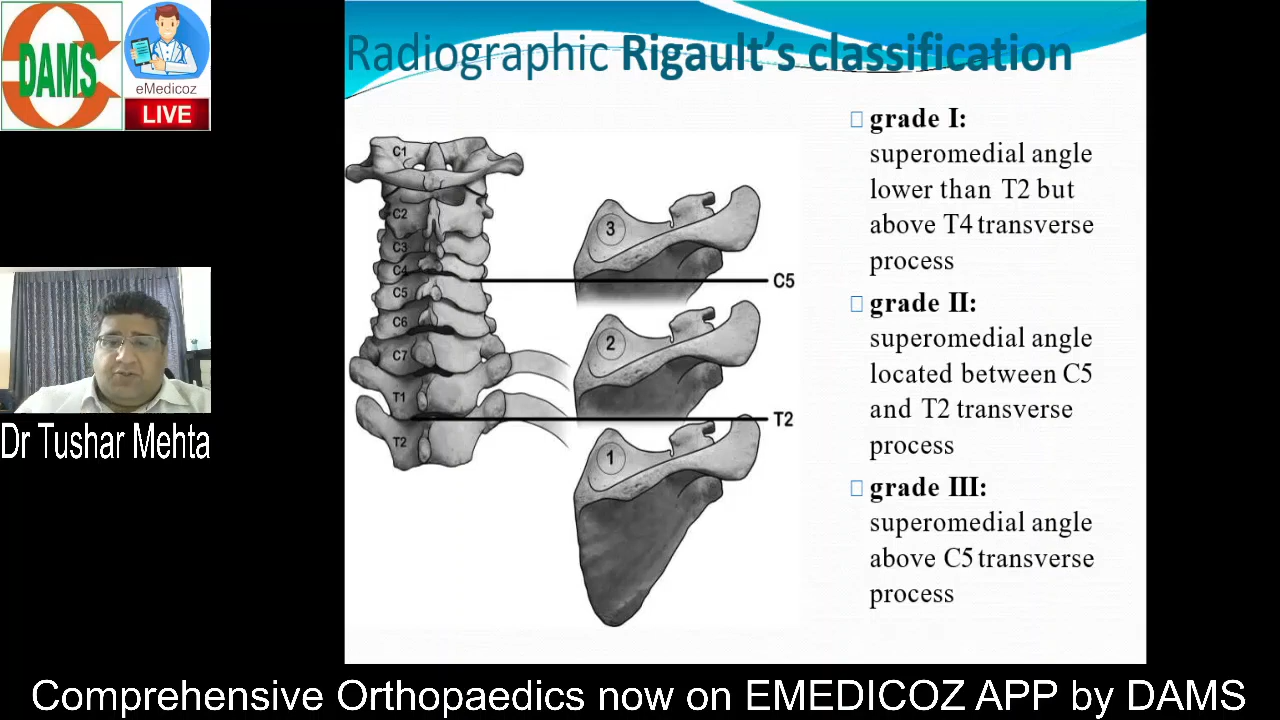 DAMS
eMedicoz
LIVE
Dr Tushar Mehta
Radiographic Rigault's classification
C1
C2
C3
C4
C5
C6
C7
T1
T2
3
C5
2
T2
1
grade I:
superomedial angle
lower than T2 but
above T4 transverse
process
grade II:
superomedial angle
located between C5
and T2 transverse
process
grade III:
superomedial angle
above C5 transverse
process
Comprehensive Orthopaedics now on EMEDICOZ APP by DAMS